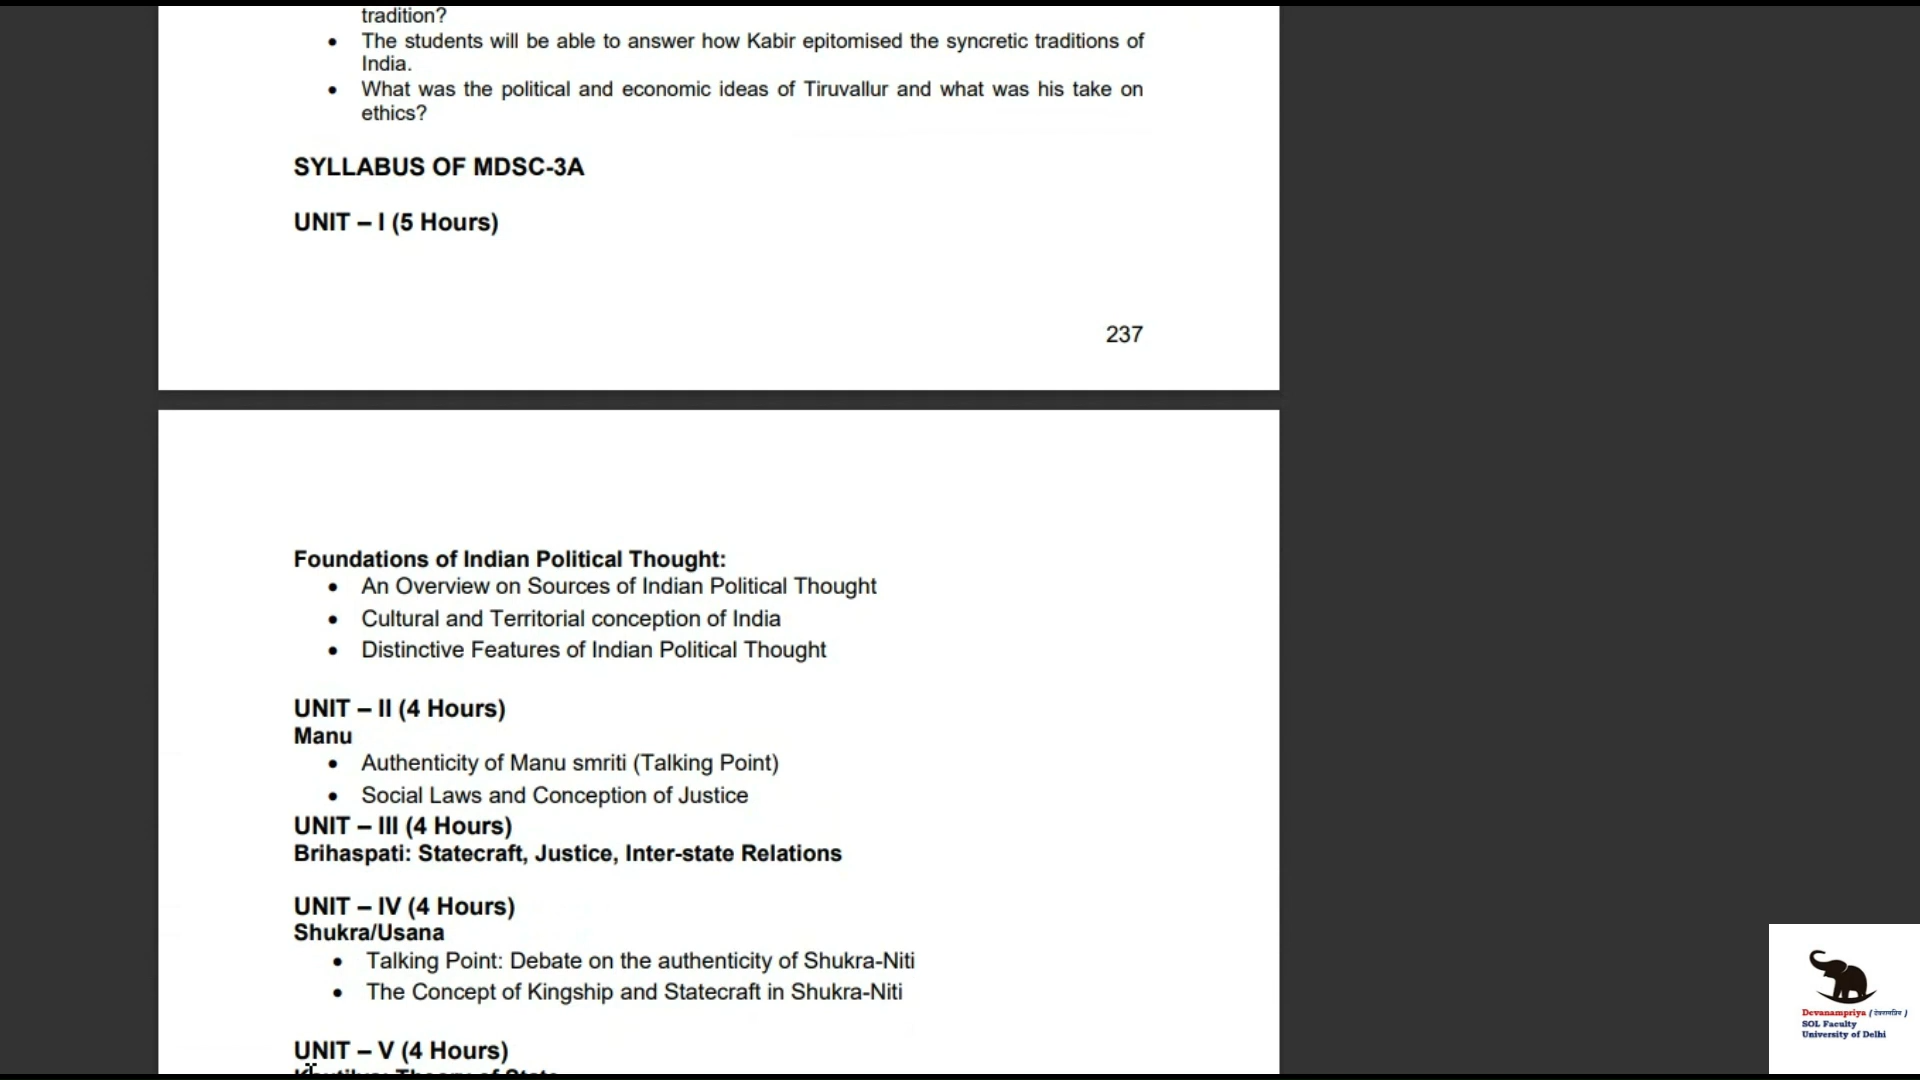 tradition?
• The students will be able to answer how Kabir epitomised the syncretic traditions of
India.
• What was the political and economic ideas of Tiruvallur and what was his take on
ethics?
SYLLABUS OF MDSC-3A
UNIT – I (5 Hours)
237
Foundations of Indian Political Thought:
• An Overview on Sources of Indian Political Thought
• Cultural and Territorial conception of India
• Distinctive Features of Indian Political Thought
UNIT – II (4 Hours)
Manu
• Authenticity of Manu smriti (Talking Point)
• Social Laws and Conception of Justice
UNIT – III (4 Hours)
Brihaspati: Statecraft, Justice, Inter-state Relations
UNIT – IV (4 Hours)
Shukra/Usana
• Talking Point: Debate on the authenticity of Shukra-Niti
• The Concept of Kingship and Statecraft in Shukra-Niti
UNIT – V (4 Hours)
Kautilya: Theory of State
Devanampriya
SOL Faculty
University of Delhi